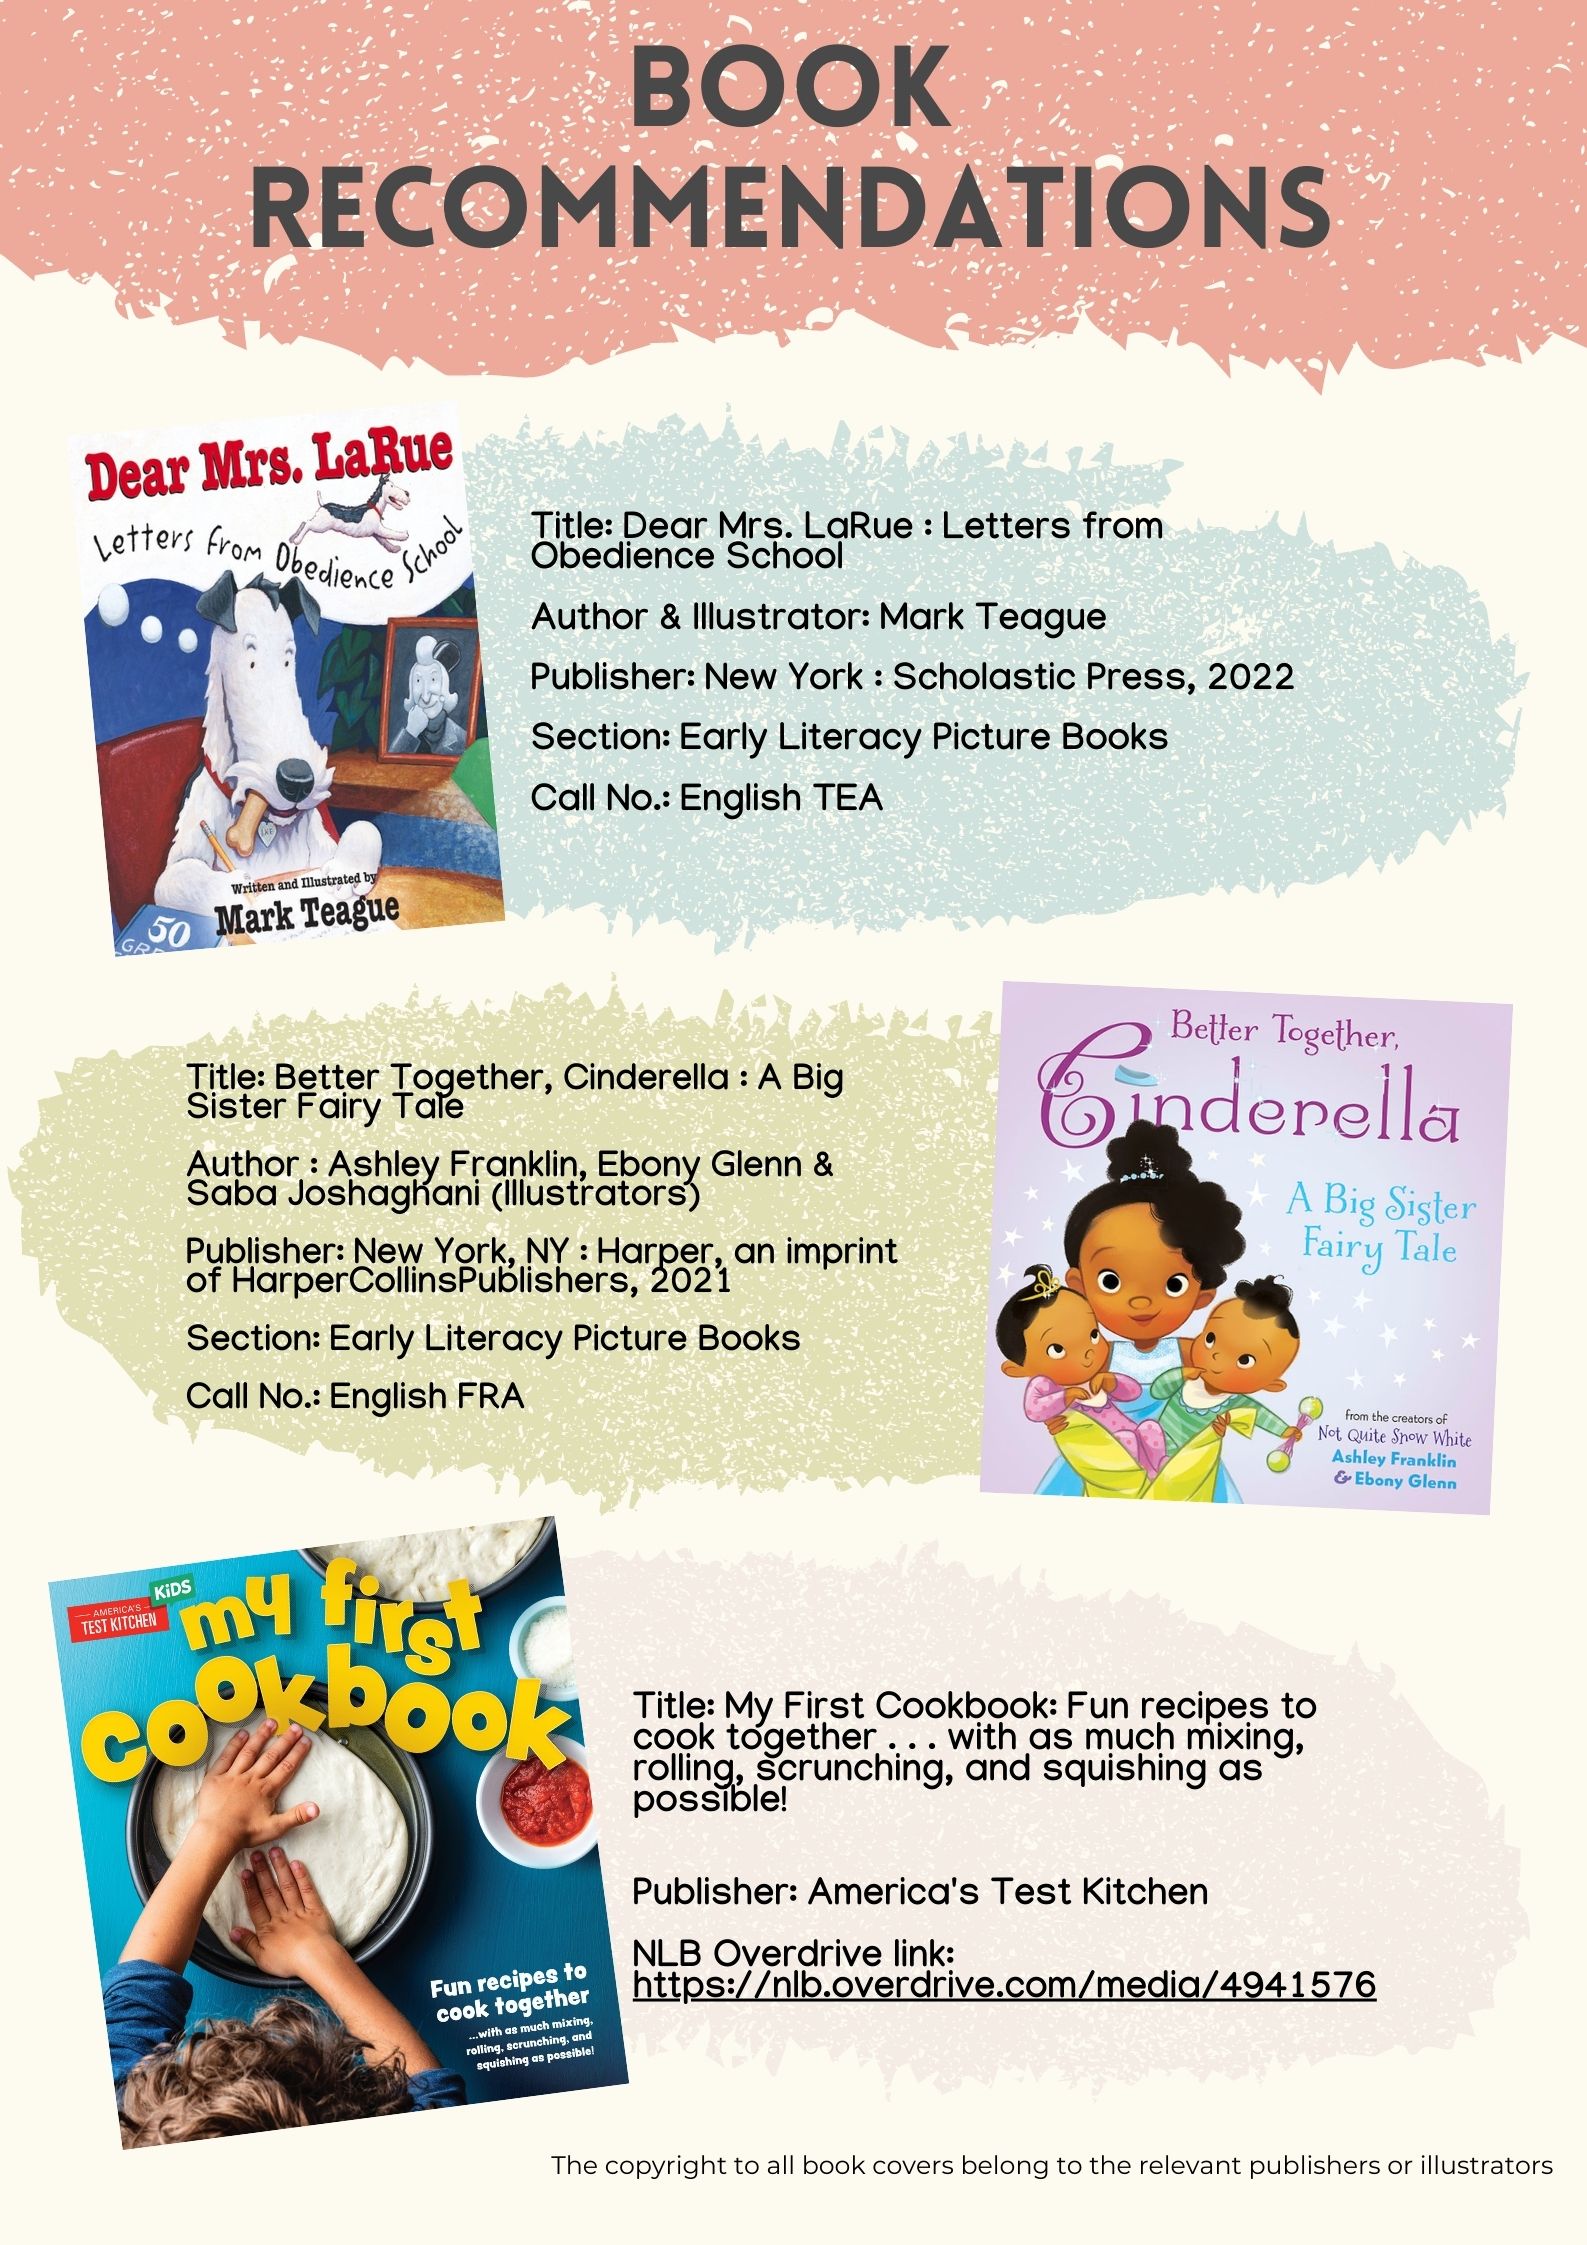 BOOK
RECOMMENDATIONS
Dear Mrs. LaRue
Letters from Obedience School
Written and Illustrated by
Mark Teague
50
Title: Dear Mrs. LaRue : Letters from
Obedience School
Author & Illustrator: Mark Teague
Publisher: New York : Scholastic Press, 2022
Section: Early Literacy Picture Books
Call No.: English TEA
Title: Better Together, Cinderella : A Big
Sister Fairy Tale
Author : Ashley Franklin, Ebony Glenn &
Saba Joshaghani (Illustrators)
Publisher: New York, NY : Harper, an imprint
of HarperCollinsPublishers, 2021
Section: Early Literacy Picture Books
Call No.: English FRA
Better Together,
Cinderella
A Big Sister
Fairy Tale
from the creators of
Not Quite Snow White
Ashley Franklin
& Ebony Glenn
AMERICA'S
TEST KITCHEN
KiDS
my first
cookbook
Fun recipes to
cook together
...with as much mixing,
rolling, scrunching, and
squishing as possible!
Title: My First Cookbook: Fun recipes to
cook together . . . with as much mixing,
rolling, scrunching, and squishing as
possible!
Publisher: America's Test Kitchen
NLB Overdrive link:
https://nlb.overdrive.com/media/4941576
The copyright to all book covers belong to the relevant publishers or illustrators